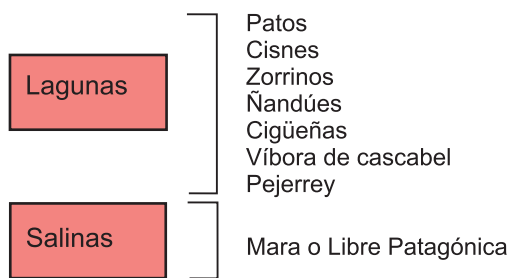 Lagunas
Patos
Cisnes
Zorrinos
Ñandúes
Cigüeñas
Víbora de cascabel
Pejerrey
Salinas
Mara o Libre Patagónica